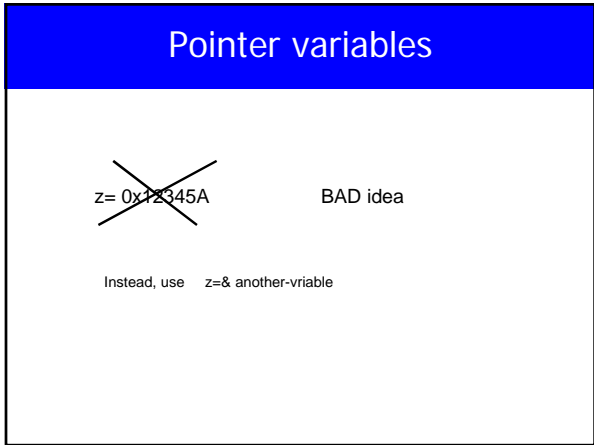 Pointer variables
z= 0x12345A BAD idea
Instead, use z=& another-vriable